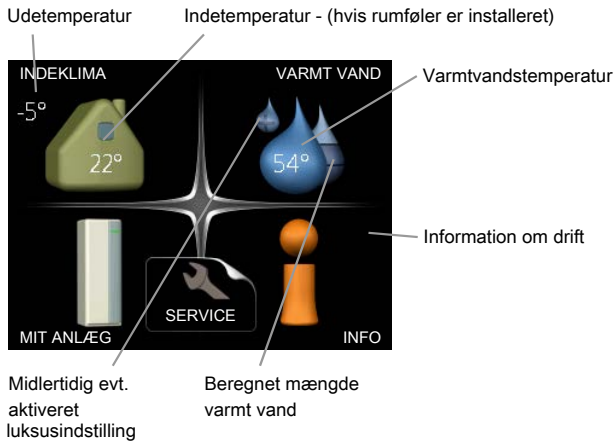 Udetemperatur
Indetemperatur - (hvis rumføler er installeret)
INDEKLIMA
VARMT VAND
Varmtvandstemperatur
-5°
22°
54°
Information om drift
SERVICE
MIT ANLÆG
INFO
Midlertidig evt.
aktiveret
luksusindstilling
Beregnet mængde
varmt vand